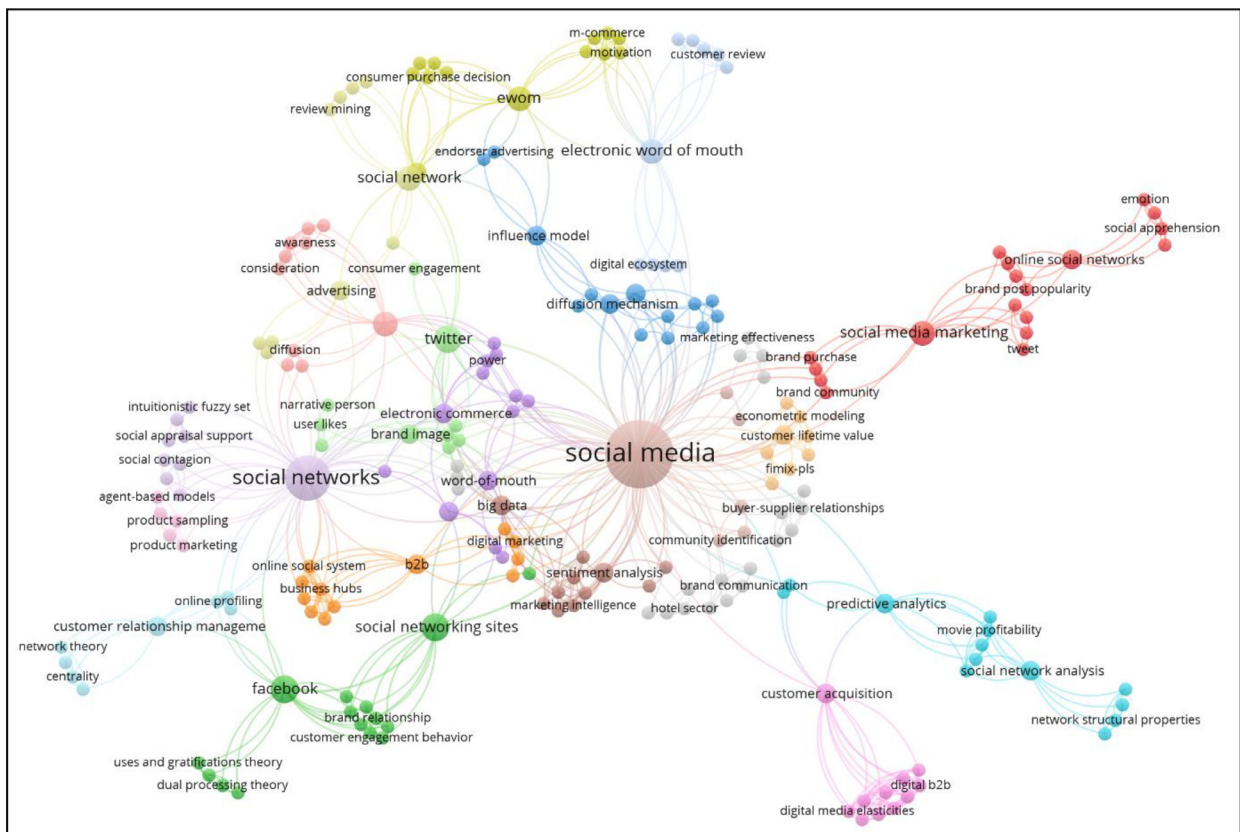 m-commerce
motivation
customer review
consumer purchase decision
ewom
review mining
endorser advertising
electronic word of mouth
social network
emotion
social apprehension
awareness
influence model
consideration
consumer engagement
digital ecosystem
online social networks
advertising
brand post popularity
diffusion mechanism
twitter
marketing effectiveness
social media marketing
diffusion
power
brand purchase
tweet
brand community
intuitionistic fuzzy set
narrative person
electronic commerce
econometric modeling
user likes
social appraisal support
brand image
customer lifetime value
social media
social contagion
social networks
word-of-mouth
fimix-pls
agent-based models
big data
buyer-supplier relationships
product sampling
product marketing
digital marketing
community identification
online social system
b2b
sentiment analysis
business hubs
brand communication
online profiling
marketing intelligence
hotel sector
predictive analytics
customer relationship manageme
social networking sites
movie profitability
network theory
centrality
social network analysis
facebook
customer acquisition
brand relationship
network structural properties
customer engagement behavior
uses and gratifications theory
dual processing theory
digital b2b
digital media elasticities